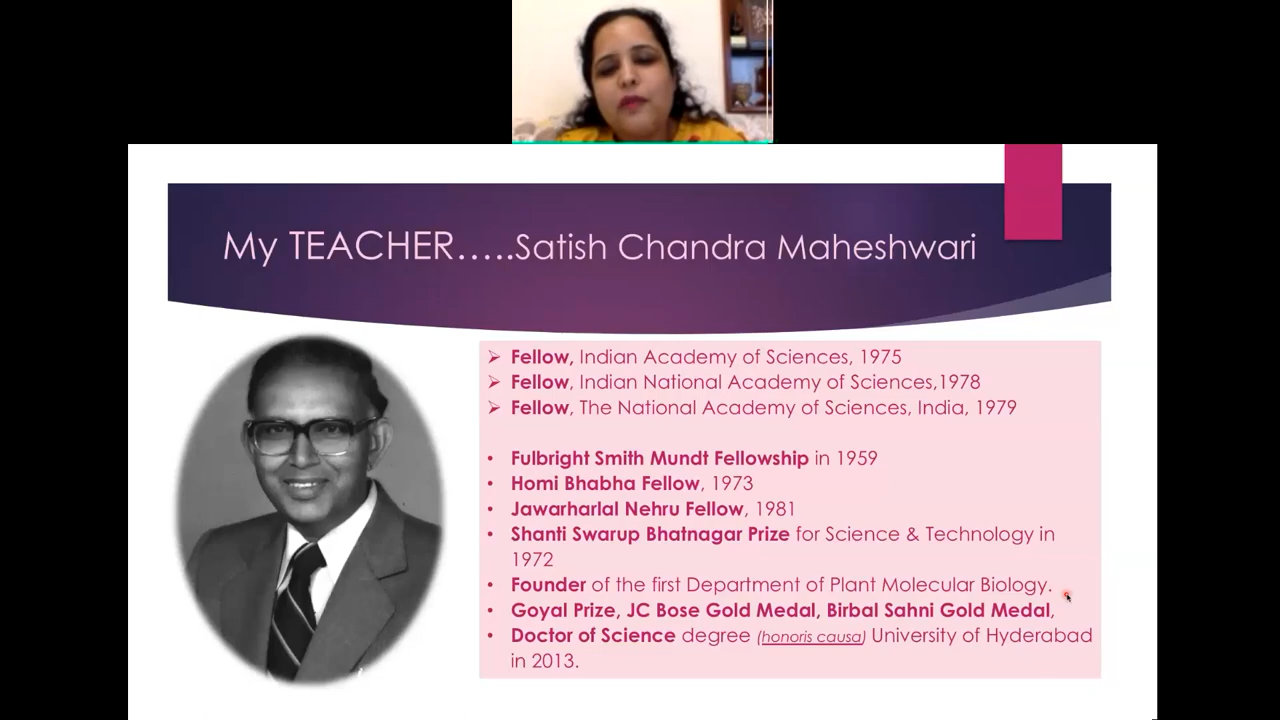 My TEACHER…..Satish Chandra Maheshwari
➢ Fellow, Indian Academy of Sciences, 1975
➢ Fellow, Indian National Academy of Sciences,1978
➢ Fellow, The National Academy of Sciences, India, 1979
• Fulbright Smith Mundt Fellowship in 1959
• Homi Bhabha Fellow, 1973
• Jawarharlal Nehru Fellow, 1981
• Shanti Swarup Bhatnagar Prize for Science & Technology in
1972
• Founder of the first Department of Plant Molecular Biology.
• Goyal Prize, JC Bose Gold Medal, Birbal Sahni Gold Medal,
• Doctor of Science degree (honoris causa) University of Hyderabad
in 2013.